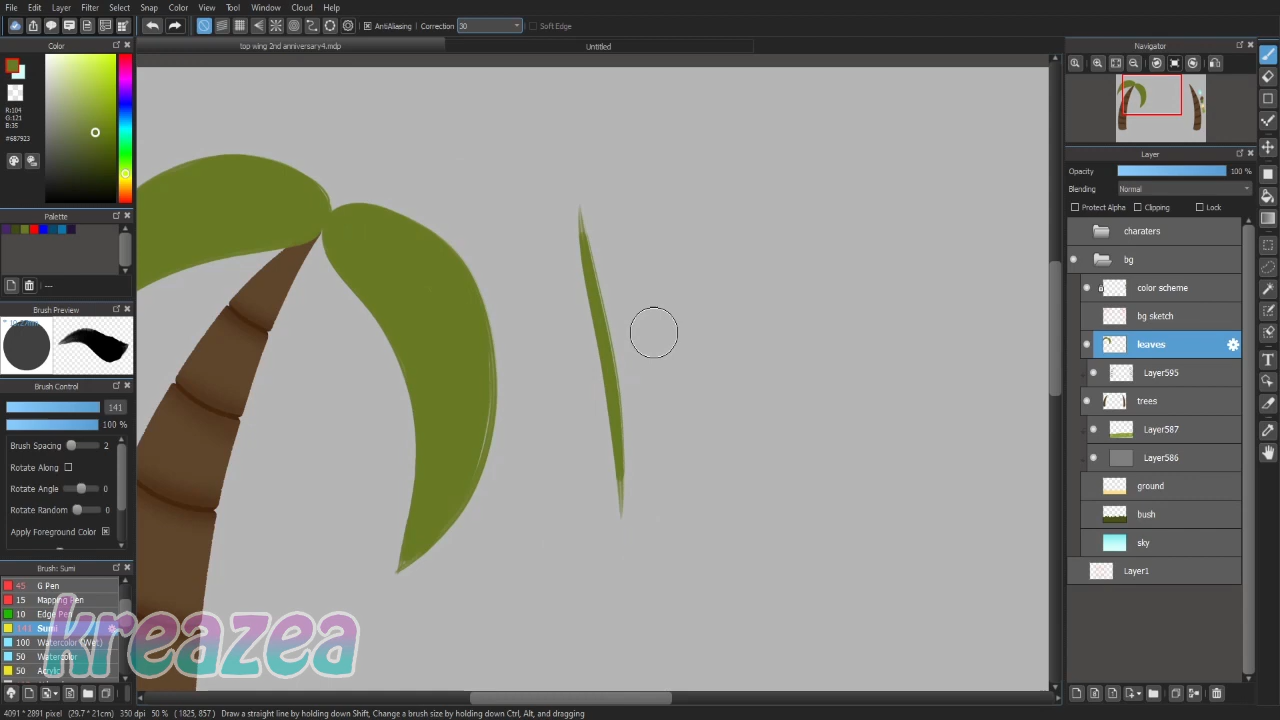 File Edit Layer Filter Select Snap Color View Tool Window Cloud Help
AntiAliasing Correction 30 Soft Edge
top wing 2nd anniversary4.mdp Untitled
Color
R:104
G:121
B:35
#687923
Palette
---
Brush Preview
Brush Control
141
100 %
Brush Spacing 2
Rotate Along
Rotate Angle 0
Rotate Random 0
Apply Foreground Color
Brush: Sumi
45 G Pen
15 Mapping Pen
10 Edge Pen
141 Sumi
100 Watercolor (Wet)
50 Watercolor
50 Acrylic
kreazea
Navigator
Layer
Opacity 100 %
Blending Normal
Protect Alpha Clipping Lock
charaters
bg
color scheme
bg sketch
leaves
Layer595
trees
Layer587
Layer586
ground
bush
sky
Layer1
4091 * 2891 pixel (29.7 * 21cm) 350 dpi 50 % ( 1825, 857 ) Draw a straight line by holding down Shift, Change a brush size by holding down Ctrl, Alt, and dragging